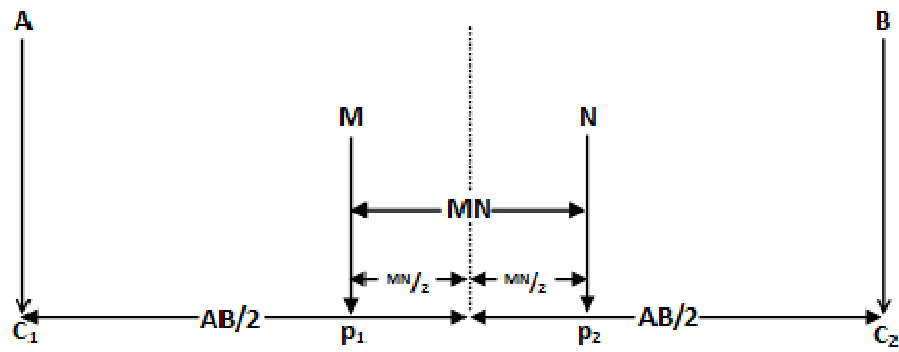 A B
M N
MN
MN/2 MN/2
AB/2 AB/2
C₁ p₁ p₂ C₂